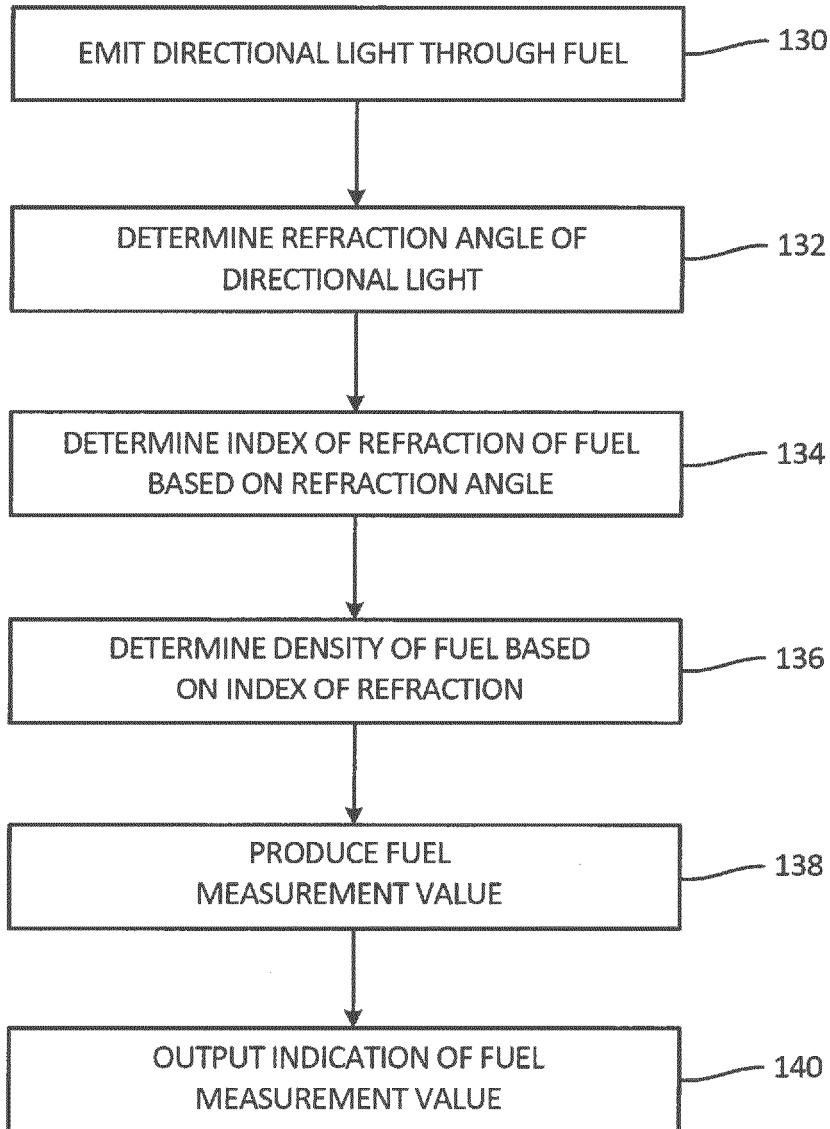 EMIT DIRECTIONAL LIGHT THROUGH FUEL
130
DETERMINE REFRACTION ANGLE OF
DIRECTIONAL LIGHT
132
DETERMINE INDEX OF REFRACTION OF FUEL
BASED ON REFRACTION ANGLE
134
DETERMINE DENSITY OF FUEL BASED
ON INDEX OF REFRACTION
136
PRODUCE FUEL
MEASUREMENT VALUE
138
OUTPUT INDICATION OF FUEL
MEASUREMENT VALUE
140